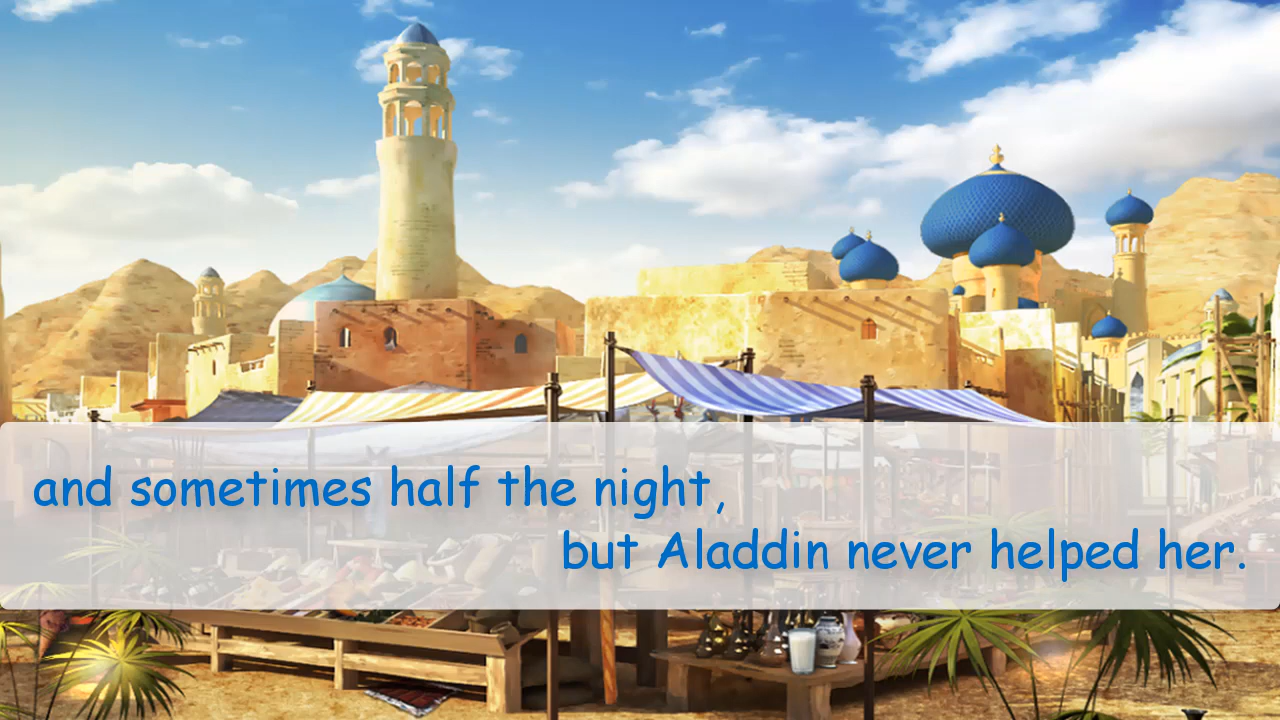 and sometimes half the night,
but Aladdin never helped her.